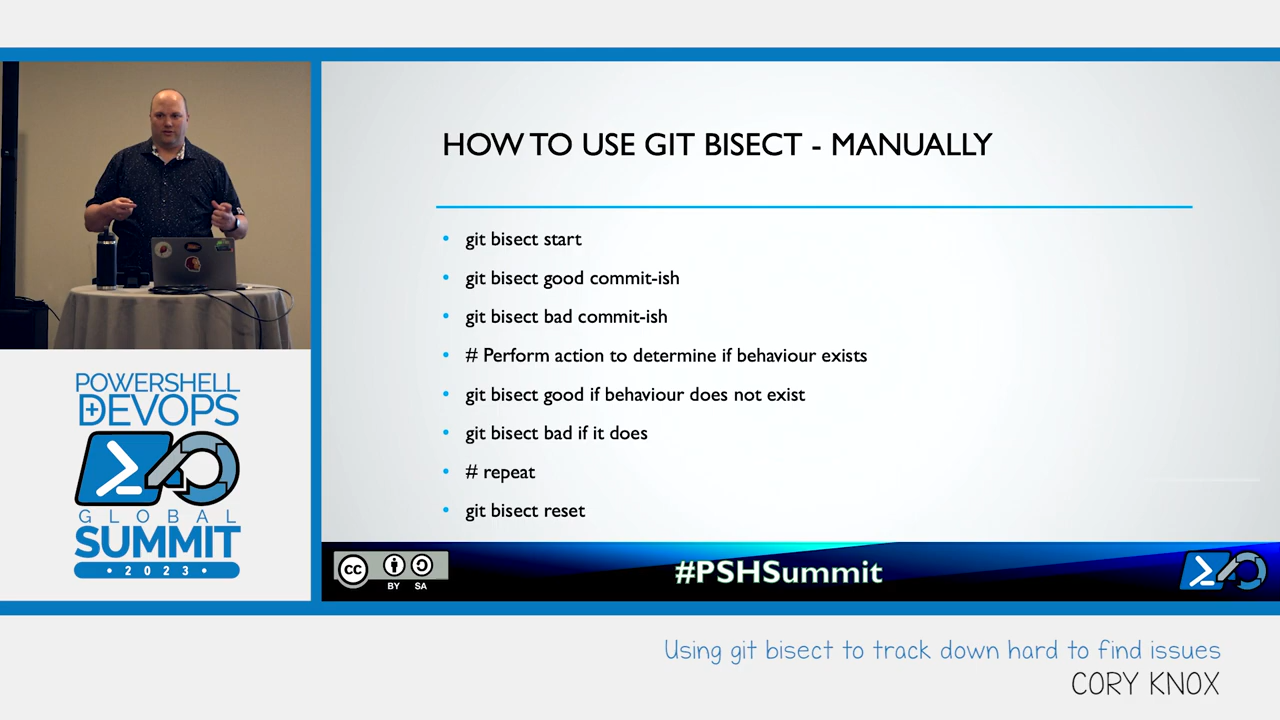 HOW TO USE GIT BISECT - MANUALLY
git bisect start
git bisect good commit-ish
git bisect bad commit-ish
# Perform action to determine if behaviour exists
git bisect good if behaviour does not exist
git bisect bad if it does
# repeat
git bisect reset
POWERSHELL
DEVOPS
GLOBAL
SUMMIT
• 2023 •
cc
BY SA
#PSHSummit
Using git bisect to track down hard to find issues
CORY KNOX